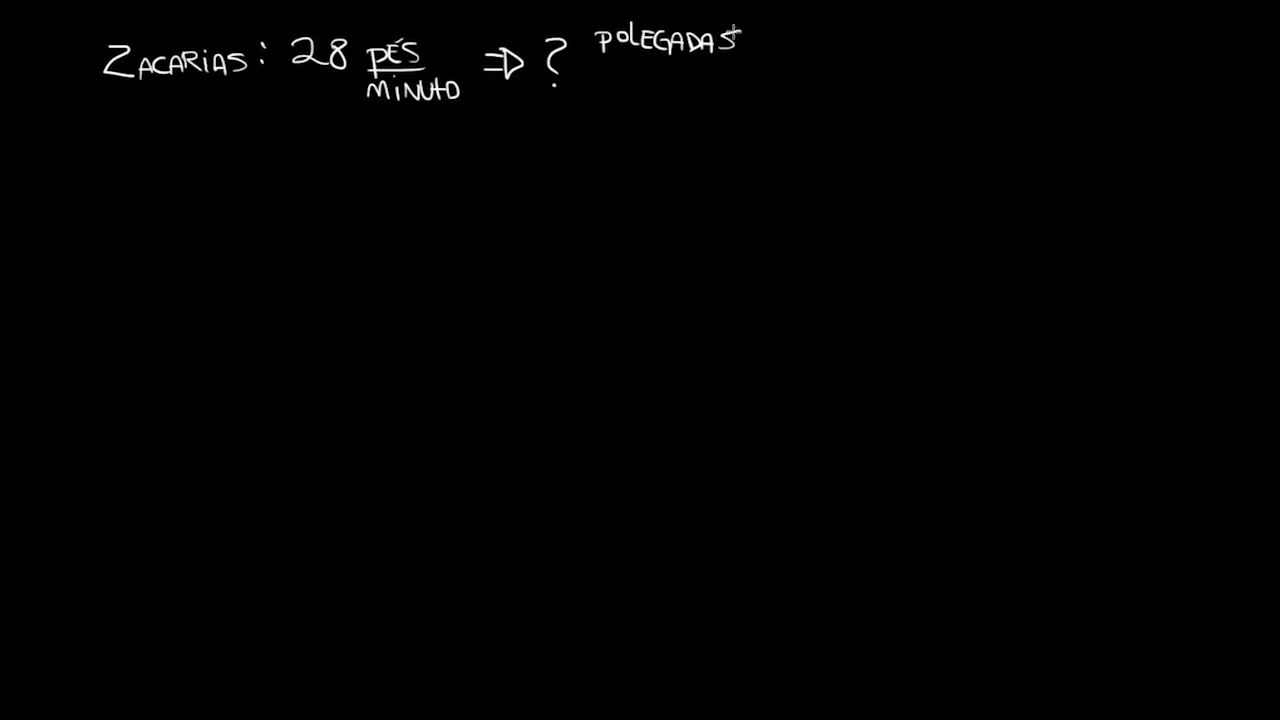 ZACARIAS: 28 PÉS/MINUTO ⇒ ? POLEGADAS